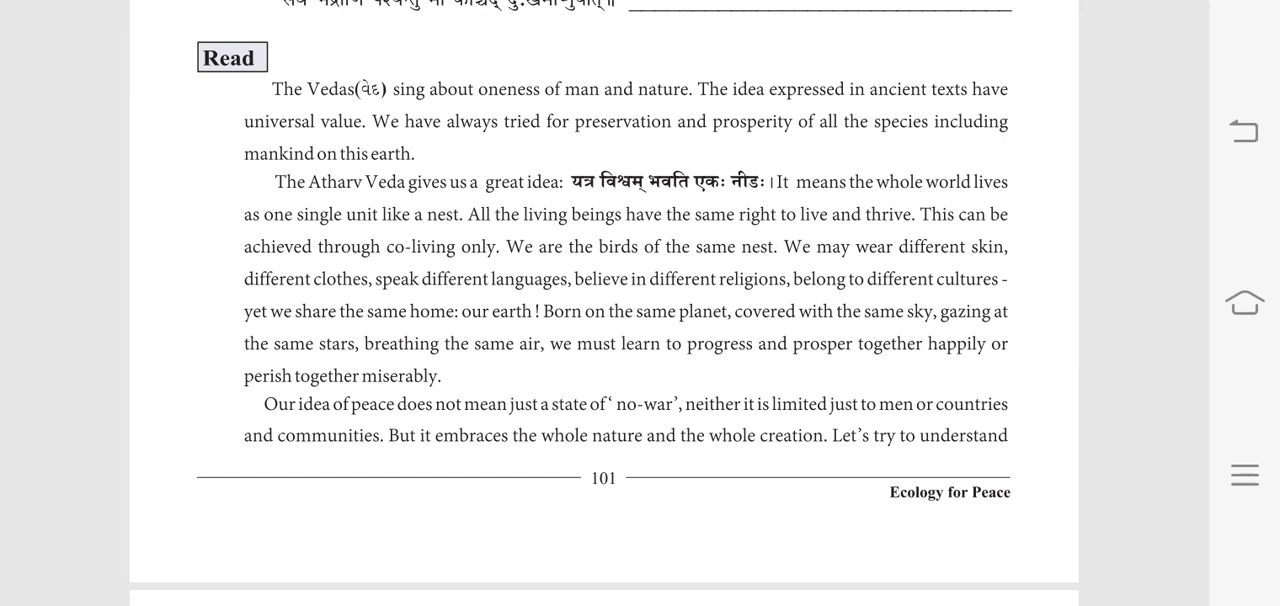 Read
The Vedas(વેદ) sing about oneness of man and nature. The idea expressed in ancient texts have
universal value. We have always tried for preservation and prosperity of all the species including
mankind on this earth.
The Atharv Veda gives us a great idea: यत्र विश्वम् भवति एकः नीडः । It means the whole world lives
as one single unit like a nest. All the living beings have the same right to live and thrive. This can be
achieved through co-living only. We are the birds of the same nest. We may wear different skin,
different clothes, speak different languages, believe in different religions, belong to different cultures -
yet we share the same home: our earth ! Born on the same planet, covered with the same sky, gazing at
the same stars, breathing the same air, we must learn to progress and prosper together happily or
perish together miserably.
Our idea of peace does not mean just a state of ‘ no-war’, neither it is limited just to men or countries
and communities. But it embraces the whole nature and the whole creation. Let’s try to understand
101
Ecology for Peace